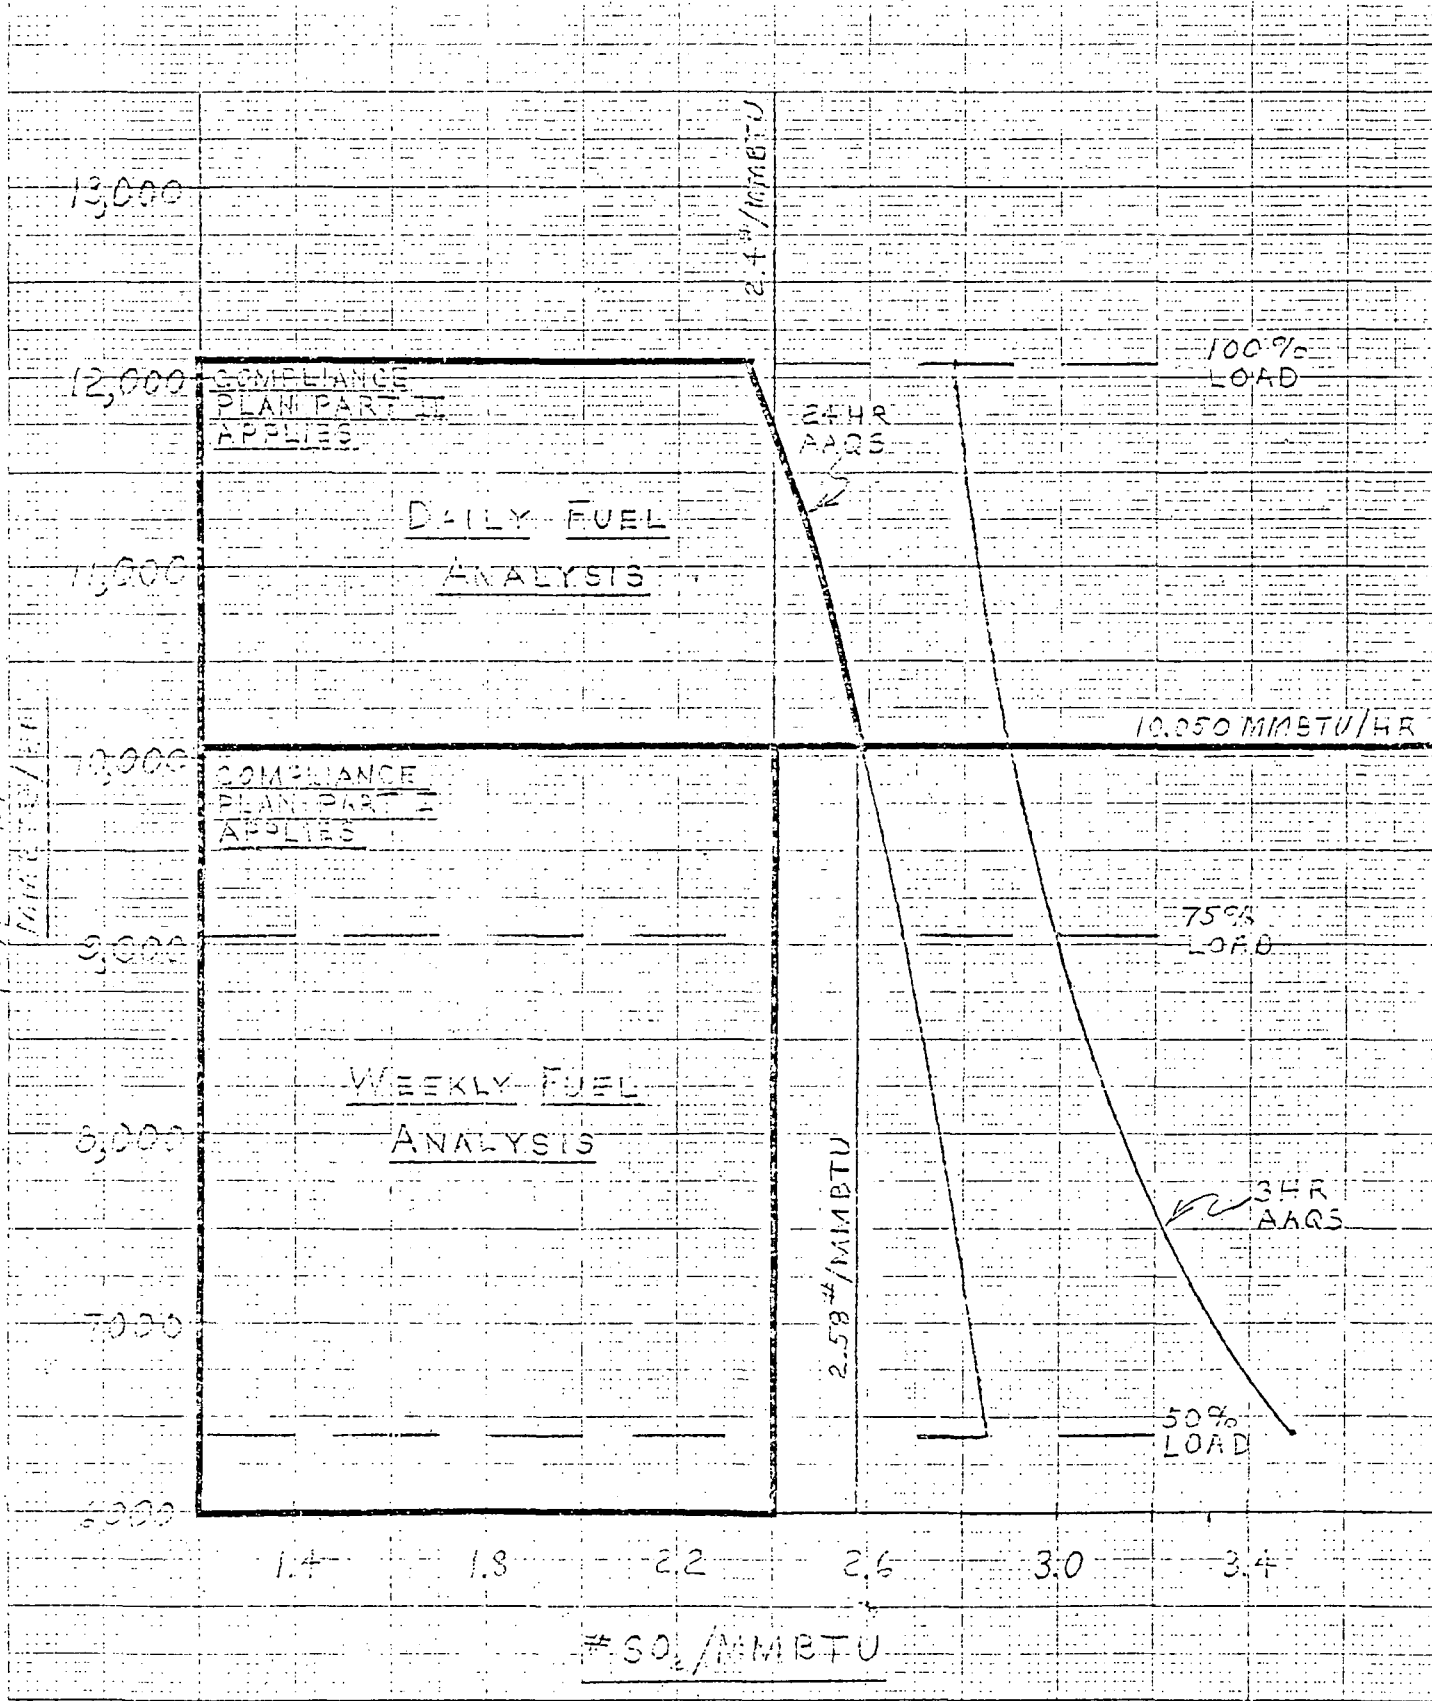 2.4#/MMBTU
13,000
100%
LOAD
12,000
COMPLIANCE
PLAN PART II
APPLIES
24HR
AAQS
DAILY FUEL
ANALYSIS
11,000
10.050 MMBTU/HR
10,000
COMPLIANCE
PLAN PART I
APPLIES
MMBTU/HR
75%
LOAD
9,000
WEEKLY FUEL
ANALYSIS
8,000
2.58#/MMBTU
3HR
AAQS
7000
50%
LOAD
6000
1.4 1.8 2.2 2.6 3.0 3.4
# SO₂/MMBTU